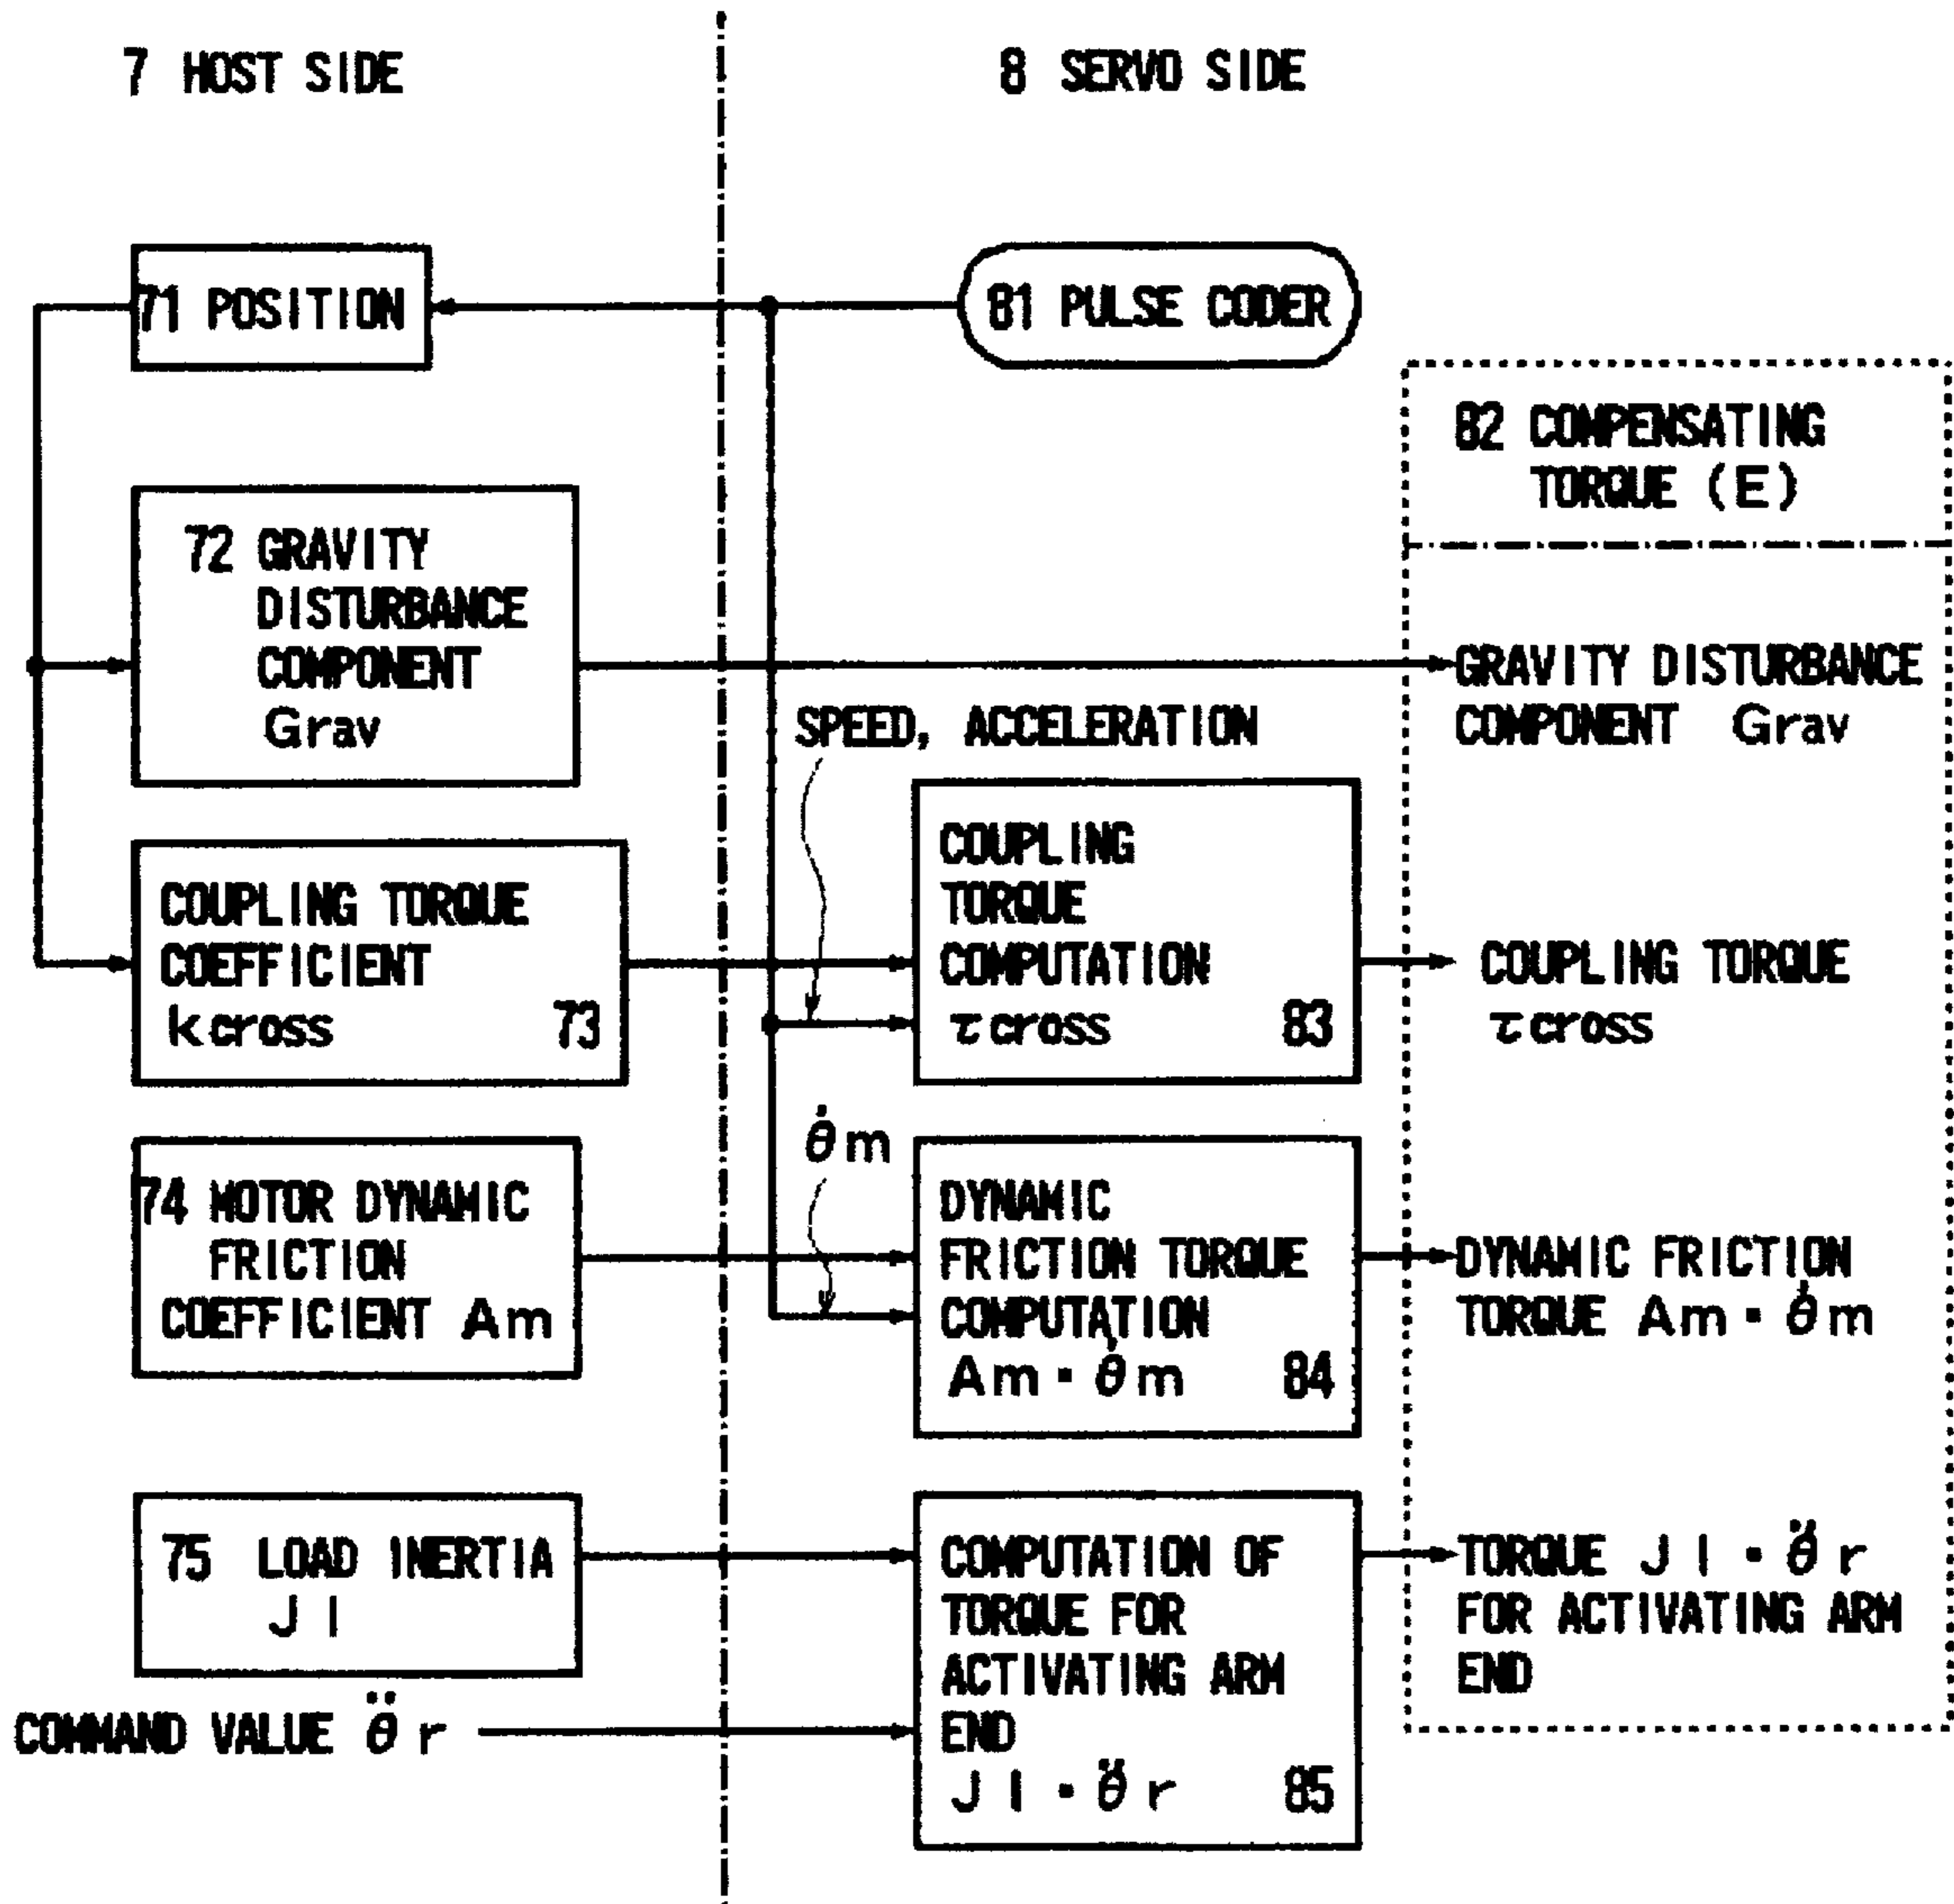 7 HOST SIDE
8 SERVO SIDE
71 POSITION
81 PULSE CODER
82 COMPENSATING
TORQUE (E)
72 GRAVITY
DISTURBANCE
COMPONENT
Grav
GRAVITY DISTURBANCE
COMPONENT Grav
SPEED, ACCELERATION
COUPLING TORQUE
COEFFICIENT
kcross 73
COUPLING
TORQUE
COMPUTATION
τcross 83
COUPLING TORQUE
τcross
θ̇m
74 MOTOR DYNAMIC
FRICTION
COEFFICIENT Am
DYNAMIC
FRICTION TORQUE
COMPUTATION
Am・θ̇m 84
DYNAMIC FRICTION
TORQUE Am・θ̇m
75 LOAD INERTIA
Jl
COMMAND VALUE θ̈r
COMPUTATION OF
TORQUE FOR
ACTIVATING ARM
END
Jl・θ̈r 85
TORQUE Jl・θ̈r
FOR ACTIVATING ARM
END